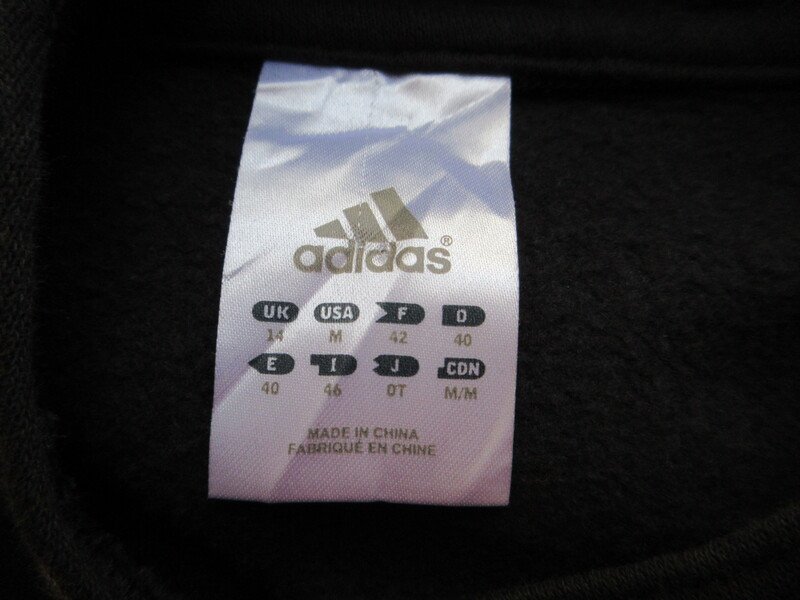 adidas®
UK USA F D
14 M 42 40
E I J CDN
40 46 OT M/M
MADE IN CHINA
FABRIQUÉ EN CHINE